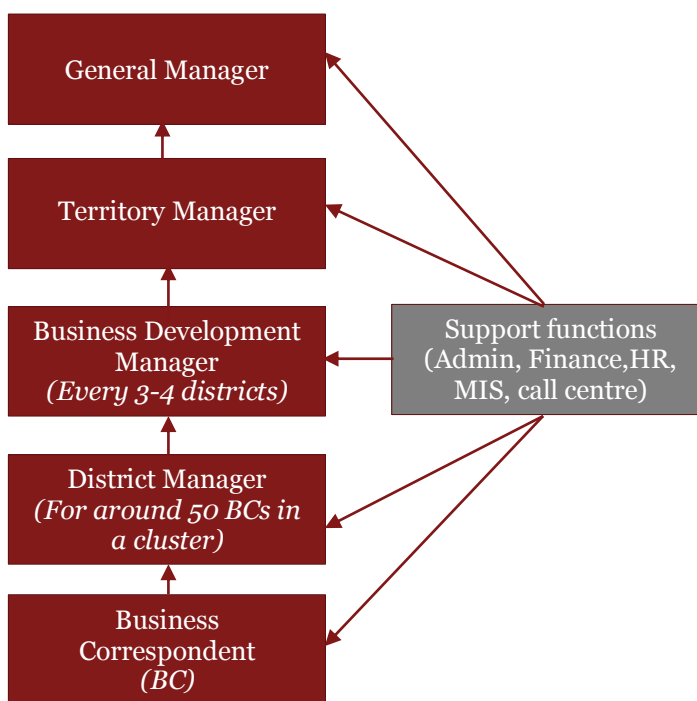 General Manager
Territory Manager
Business Development
Manager
(Every 3-4 districts)
Support functions
(Admin, Finance,HR,
MIS, call centre)
District Manager
(For around 50 BCs in
a cluster)
Business
Correspondent
(BC)